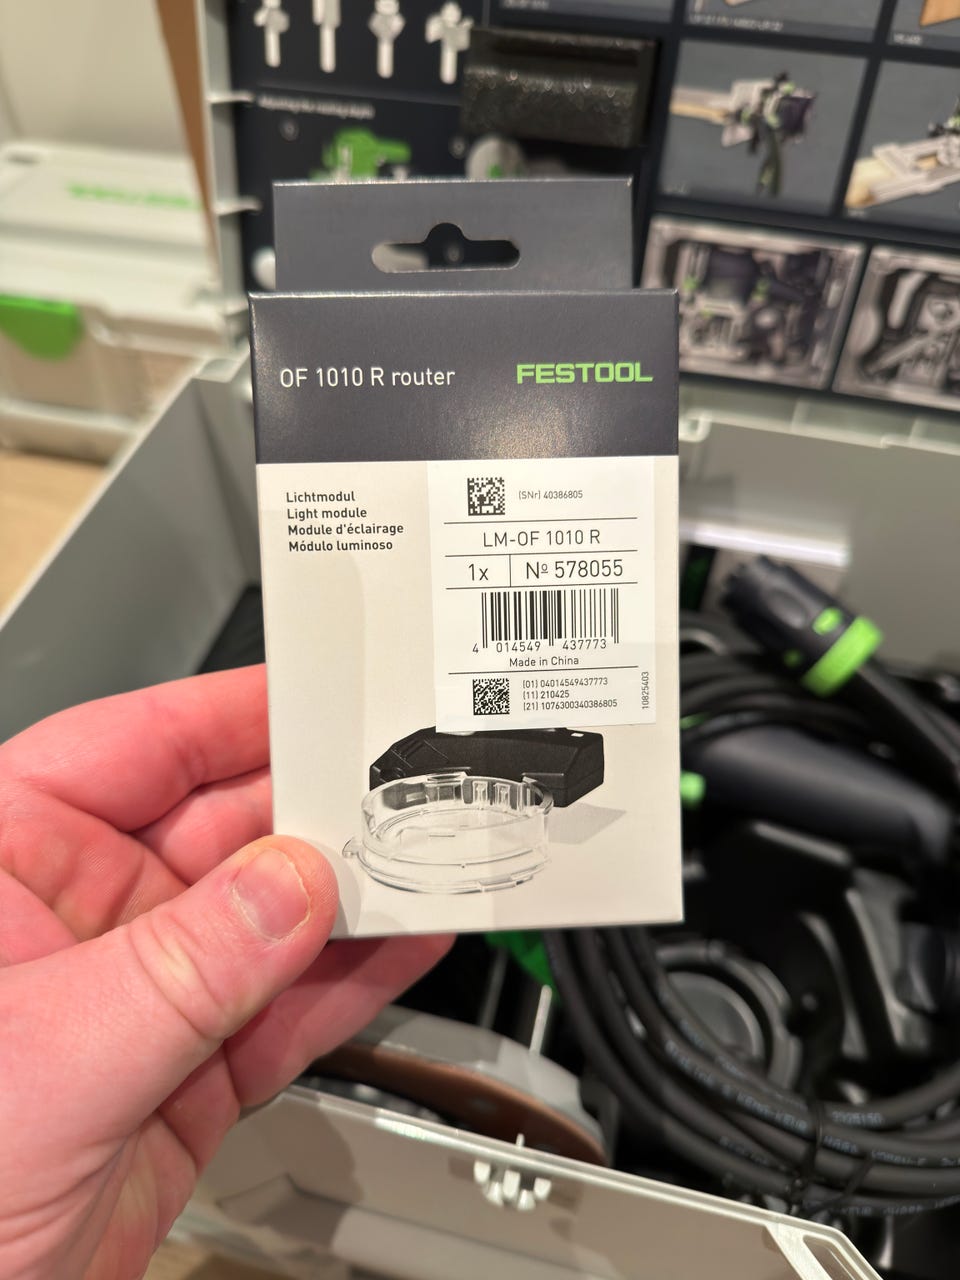 OF 1010 R router
FESTOOL
Lichtmodul
Light module
Module d'éclairage
Módulo luminoso
(SNr) 40386805
LM-OF 1010 R
1x
Nº 578055
4 014549 437773
Made in China
(01) 04014549437773
(11) 210425
(21) 1076300340386805
10825403